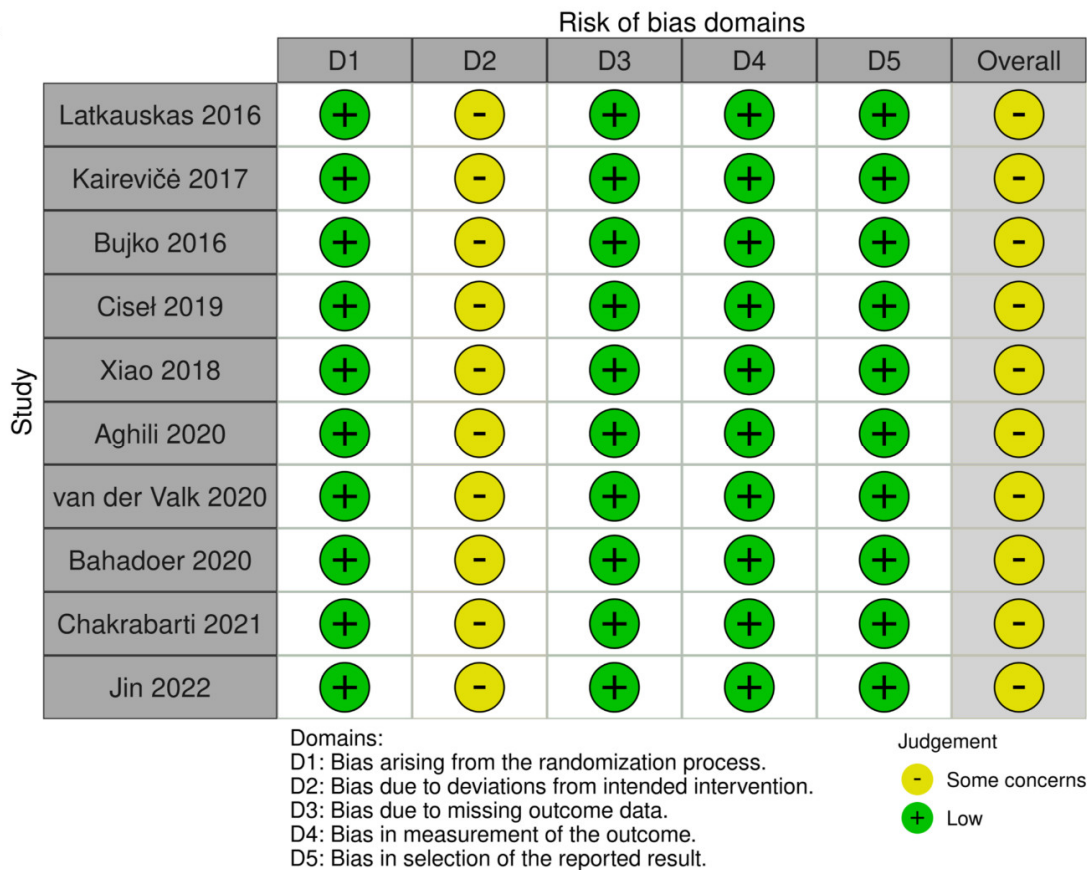 Risk of bias domains
D1 D2 D3 D4 D5 Overall
Study
Latkauskas 2016 + - + + + -
Kairevičė 2017 + - + + + -
Bujko 2016 + - + + + -
Ciseł 2019 + - + + + -
Xiao 2018 + - + + + -
Aghili 2020 + - + + + -
van der Valk 2020 + - + + + -
Bahadoer 2020 + - + + + -
Chakrabarti 2021 + - + + + -
Jin 2022 + - + + + -
Domains:
D1: Bias arising from the randomization process.
D2: Bias due to deviations from intended intervention.
D3: Bias due to missing outcome data.
D4: Bias in measurement of the outcome.
D5: Bias in selection of the reported result.
Judgement
- Some concerns
+ Low